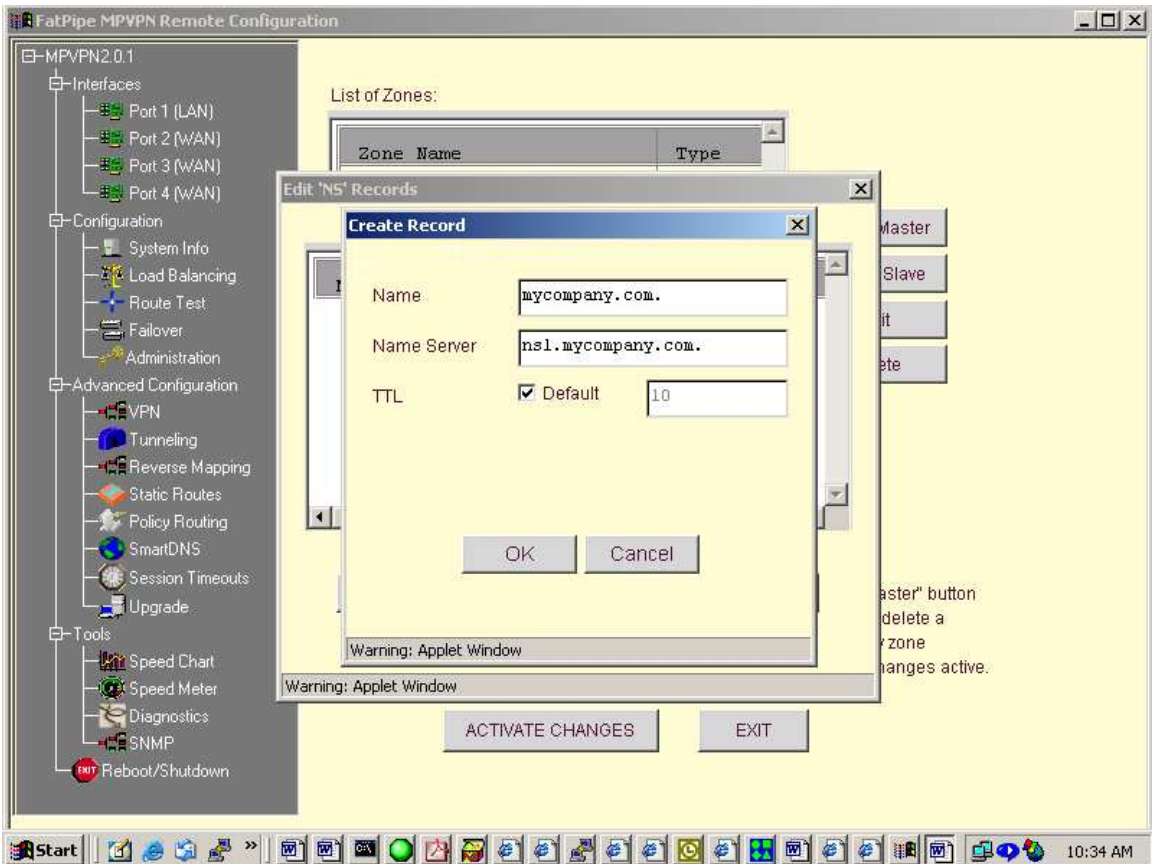 FatPipe MPVPN Remote Configuration
MPVPN2.0.1
Interfaces
Port 1 (LAN)
Port 2 (WAN)
Port 3 (WAN)
Port 4 (WAN)
Configuration
System Info
Load Balancing
Route Test
Failover
Administration
Advanced Configuration
VPN
Tunneling
Reverse Mapping
Static Routes
Policy Routing
SmartDNS
Session Timeouts
Upgrade
Tools
Speed Chart
Speed Meter
Diagnostics
SNMP
EXIT Reboot/Shutdown
List of Zones:
Zone Name Type
Edit 'NS' Records
Create Record
Name mycompany.com.
Name Server ns1.mycompany.com.
TTL Default 10
OK Cancel
Warning: Applet Window
Warning: Applet Window
Master
Slave
it
ete
aster" button
delete a
zone
hanges active.
ACTIVATE CHANGES EXIT
Start » 10:34 AM